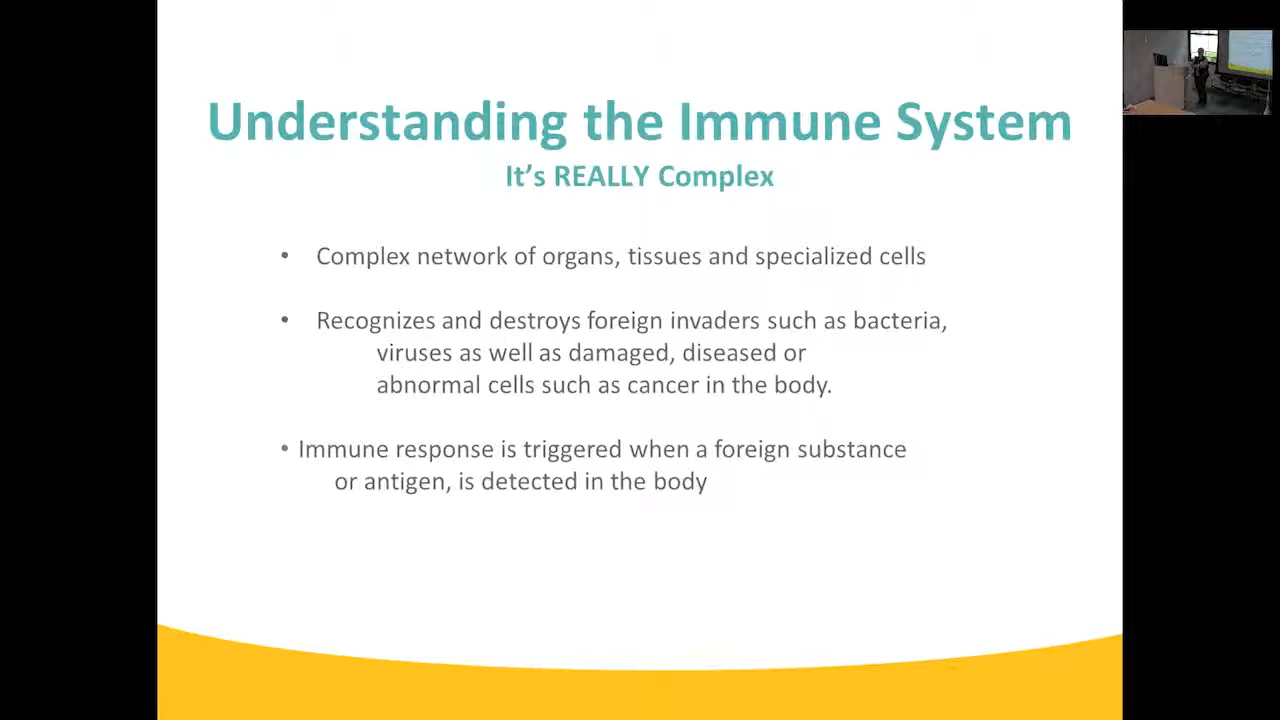 Understanding the Immune System
It's REALLY Complex
• Complex network of organs, tissues and specialized cells
• Recognizes and destroys foreign invaders such as bacteria,
viruses as well as damaged, diseased or
abnormal cells such as cancer in the body.
• Immune response is triggered when a foreign substance
or antigen, is detected in the body